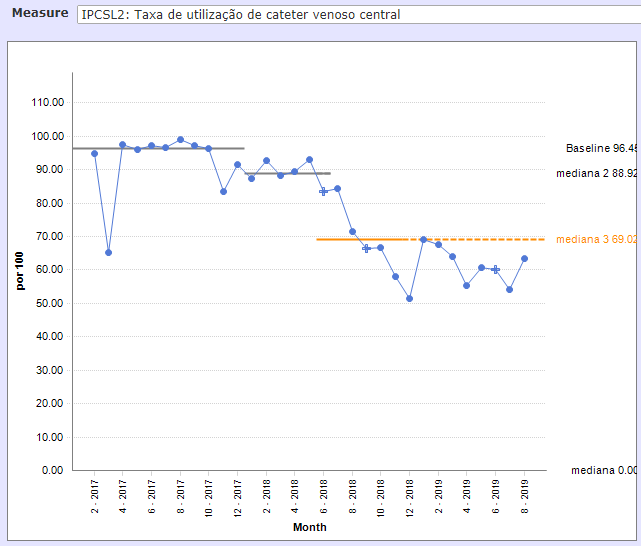 Measure IPCSL2: Taxa de utilização de cateter venoso central
110.00
100.00
Baseline 96.45
90.00
mediana 2 88.92
80.00
70.00
mediana 3 69.02
60.00
por 100
50.00
40.00
30.00
20.00
10.00
0.00
mediana 0.00
2 - 2017
4 - 2017
6 - 2017
8 - 2017
10 - 2017
12 - 2017
2 - 2018
4 - 2018
6 - 2018
8 - 2018
10 - 2018
12 - 2018
2 - 2019
4 - 2019
6 - 2019
8 - 2019
Month